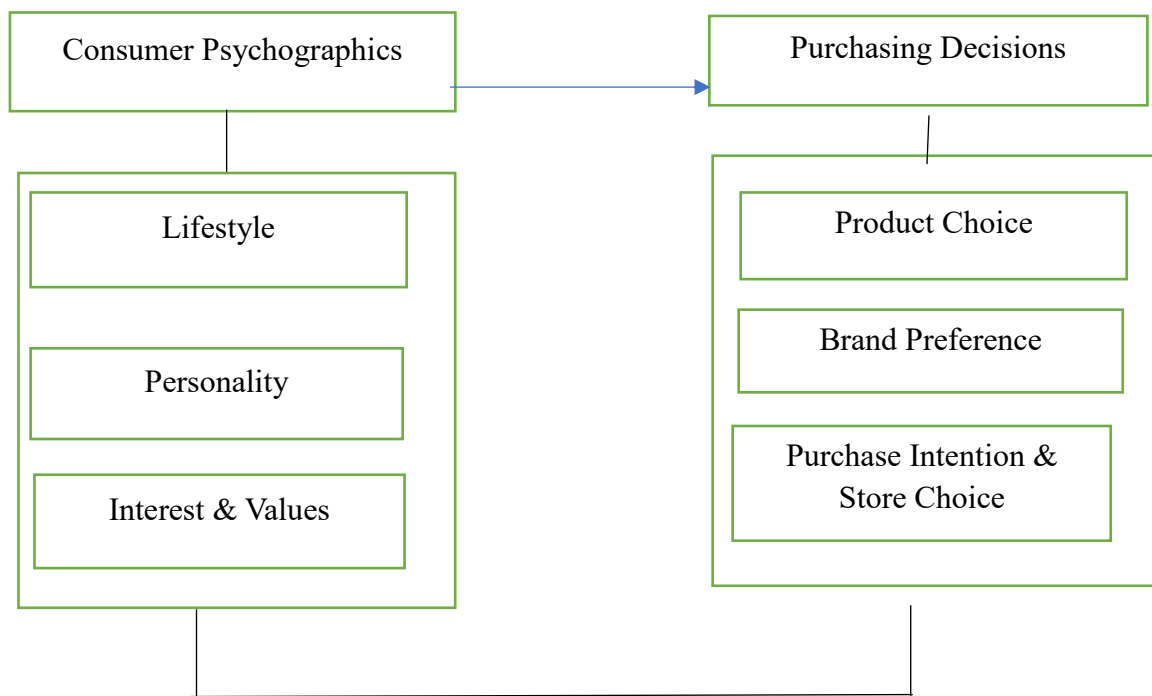 Consumer Psychographics
Purchasing Decisions
Lifestyle
Personality
Interest & Values
Product Choice
Brand Preference
Purchase Intention &
Store Choice